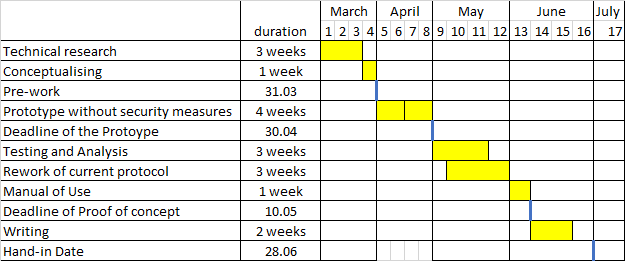 March April May June July
duration 1 2 3 4 5 6 7 8 9 10 11 12 13 14 15 16 17
Technical research 3 weeks
Conceptualising 1 week
Pre-work 31.03
Prototype without security measures 4 weeks
Deadline of the Protoype 30.04
Testing and Analysis 3 weeks
Rework of current protocol 3 weeks
Manual of Use 1 week
Deadline of Proof of concept 10.05
Writing 2 weeks
Hand-in Date 28.06